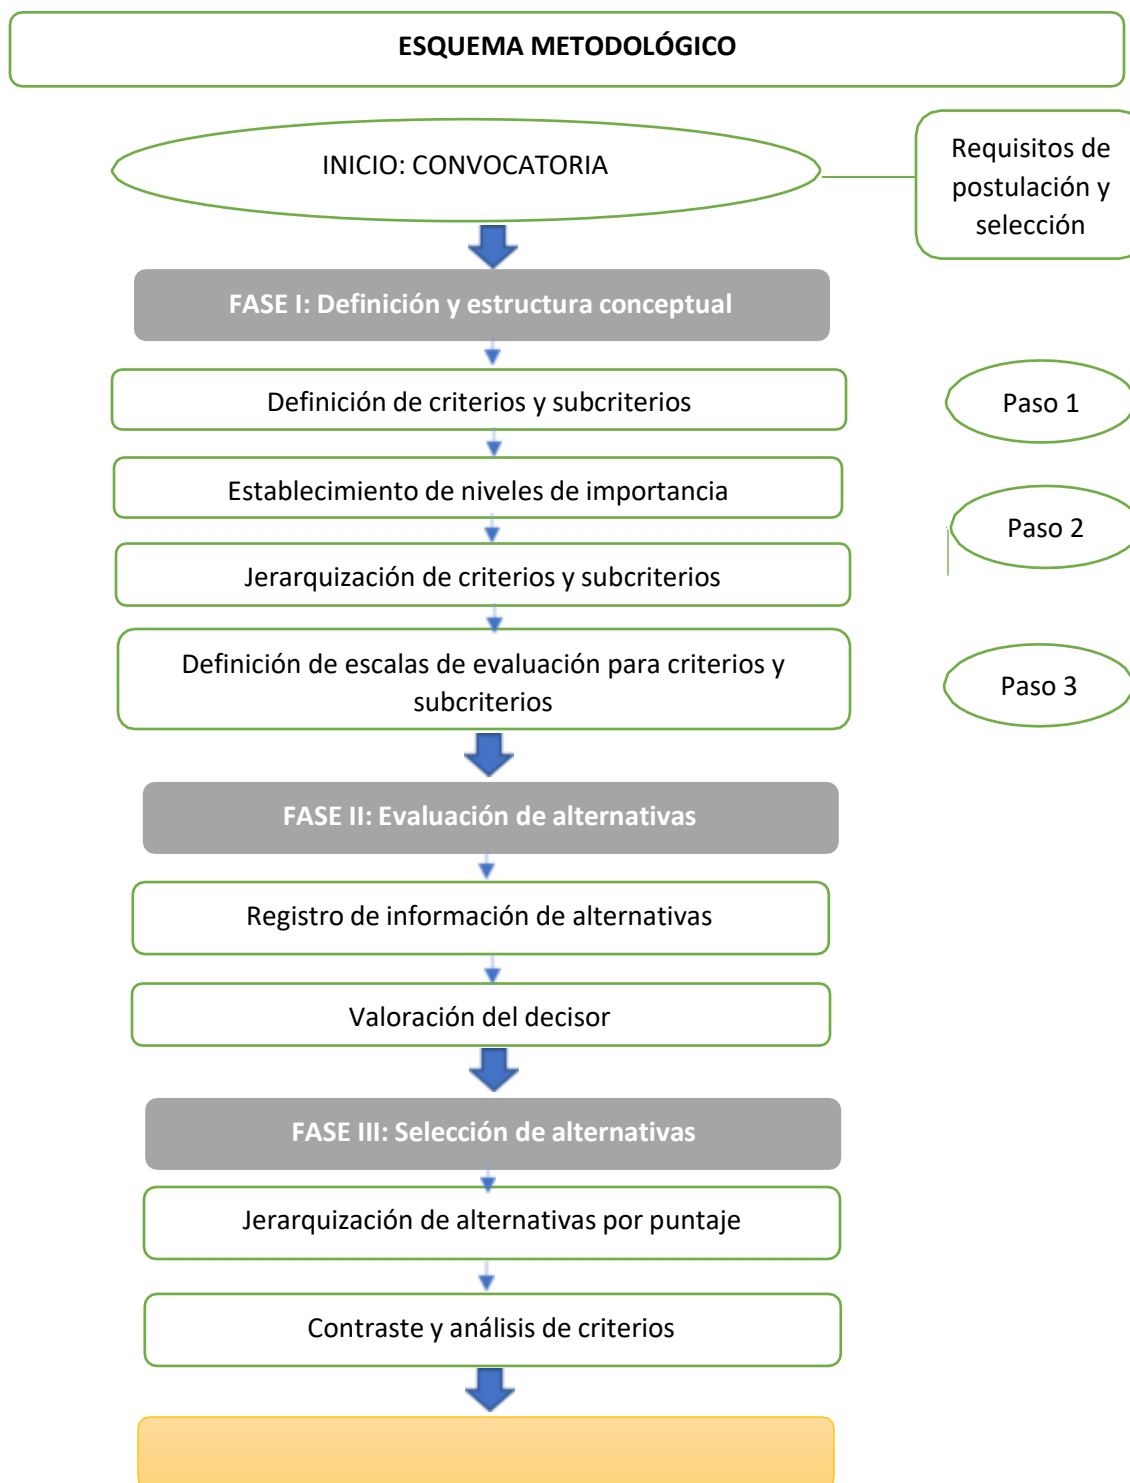 ESQUEMA METODOLÓGICO
INICIO: CONVOCATORIA
Requisitos de
postulación y
selección
FASE I: Definición y estructura conceptual
Definición de criterios y subcriterios
Paso 1
Establecimiento de niveles de importancia
Paso 2
Jerarquización de criterios y subcriterios
Definición de escalas de evaluación para criterios y
subcriterios
Paso 3
FASE II: Evaluación de alternativas
Registro de información de alternativas
Valoración del decisor
FASE III: Selección de alternativas
Jerarquización de alternativas por puntaje
Contraste y análisis de criterios